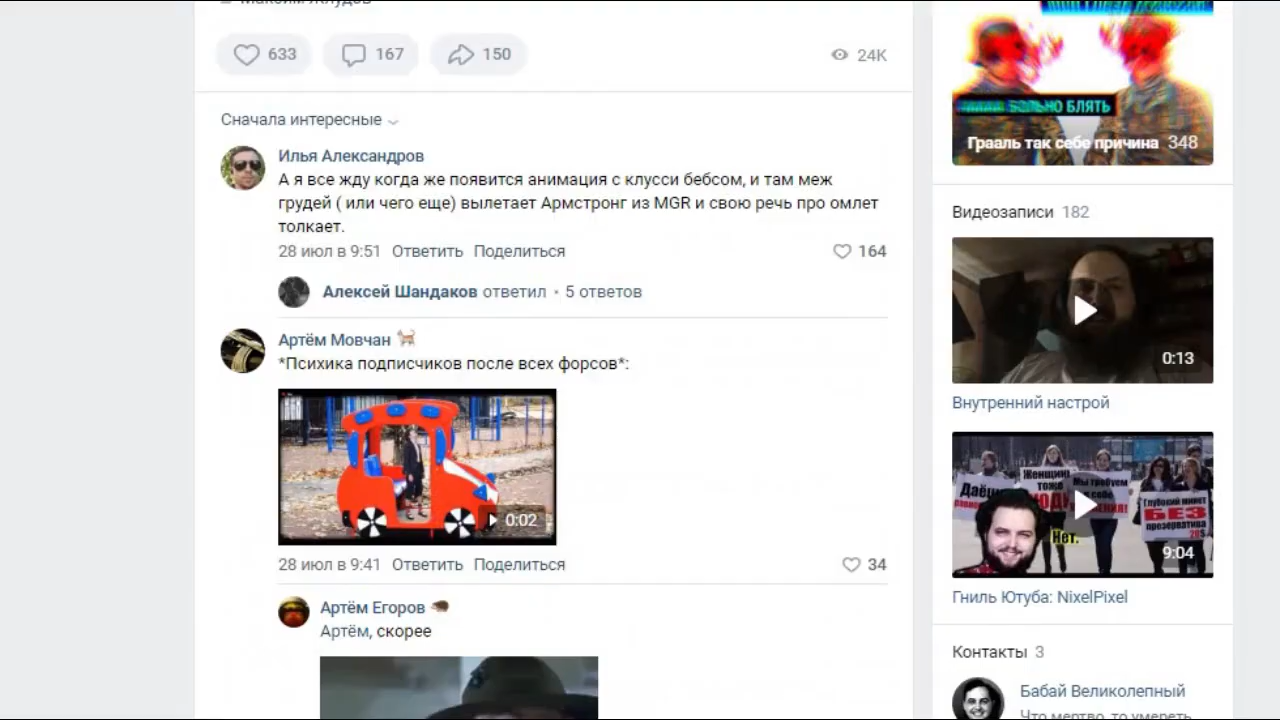 633
167
150
24K
Сначала интересные
Илья Александров
А я все жду когда же появится анимация с клусси бебсом, и там меж
грудей ( или чего еще) вылетает Армстронг из MGR и свою речь про омлет
толкает.
28 июл в 9:51 Ответить Поделиться
164
Алексей Шандаков ответил · 5 ответов
Артём Мовчан
*Психика подписчиков после всех форсов*:
0:02
28 июл в 9:41 Ответить Поделиться
34
Артём Егоров
Артём, скорее
БОЛЬНО БЛЯТЬ
Грааль так себе причина 348
Видеозаписи 182
0:13
Внутренний настрой
Женщины
тоже
Мы требуем
Глубокий минет
БЕЗ
презерватива
Нет.
9:04
Гниль Ютуба: NixelPixel
Контакты 3
Бабай Великолепный
Что мертво, то умереть